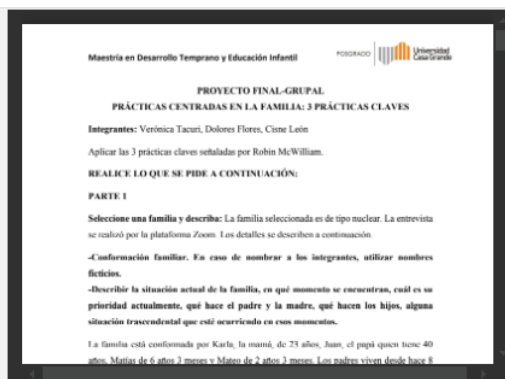 Maestría en Desarrollo Temprano y Educación Infantil
POSGRADO
Universidad
Casa Grande
PROYECTO FINAL-GRUPAL
PRÁCTICAS CENTRADAS EN LA FAMILIA: 3 PRÁCTICAS CLAVES
Integrantes: Verónica Tacuri, Dolores Flores, Cisne León
Aplicar las 3 prácticas claves señaladas por Robin McWilliam.
REALICE LO QUE SE PIDE A CONTINUACIÓN:
PARTE 1
Seleccione una familia y describa: La familia seleccionada es de tipo nuclear. La entrevista
se realizó por la plataforma Zoom. Los detalles se describen a continuación.
-Conformación familiar. En caso de nombrar a los integrantes, utilizar nombres
ficticios.
-Describir la situación actual de la familia, en qué momento se encuentran, cuál es su
prioridad actualmente, qué hace el padre y la madre, qué hacen los hijos, alguna
situación trascendental que esté ocurriendo en esos momentos.
La familia está conformada por Karla, la mamá, de 23 años, Juan, el papá quien tiene 40
años, Matías de 6 años 3 meses y Mateo de 2 años 3 meses. Los padres viven desde hace 8